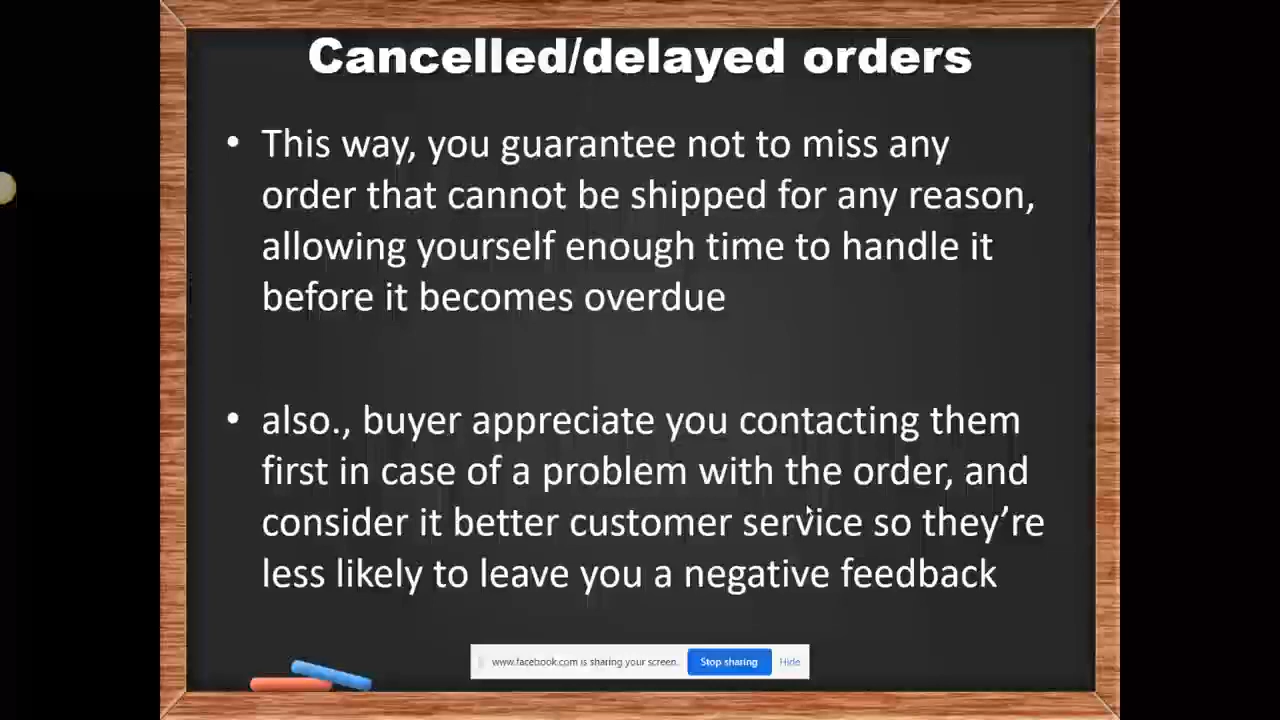 Cancelled/delayed orders
• This way, you guarantee not to miss any
order that cannot be shipped for any reason,
allowing yourself enough time to handle it
before it becomes overdue
• also., buyer appreciate you contacting them
first in case of a problem with the order, and
consider it better customer service so they’re
less likely to leave you a negative feedback
www.facebook.com is sharing your screen. Stop sharing Hide